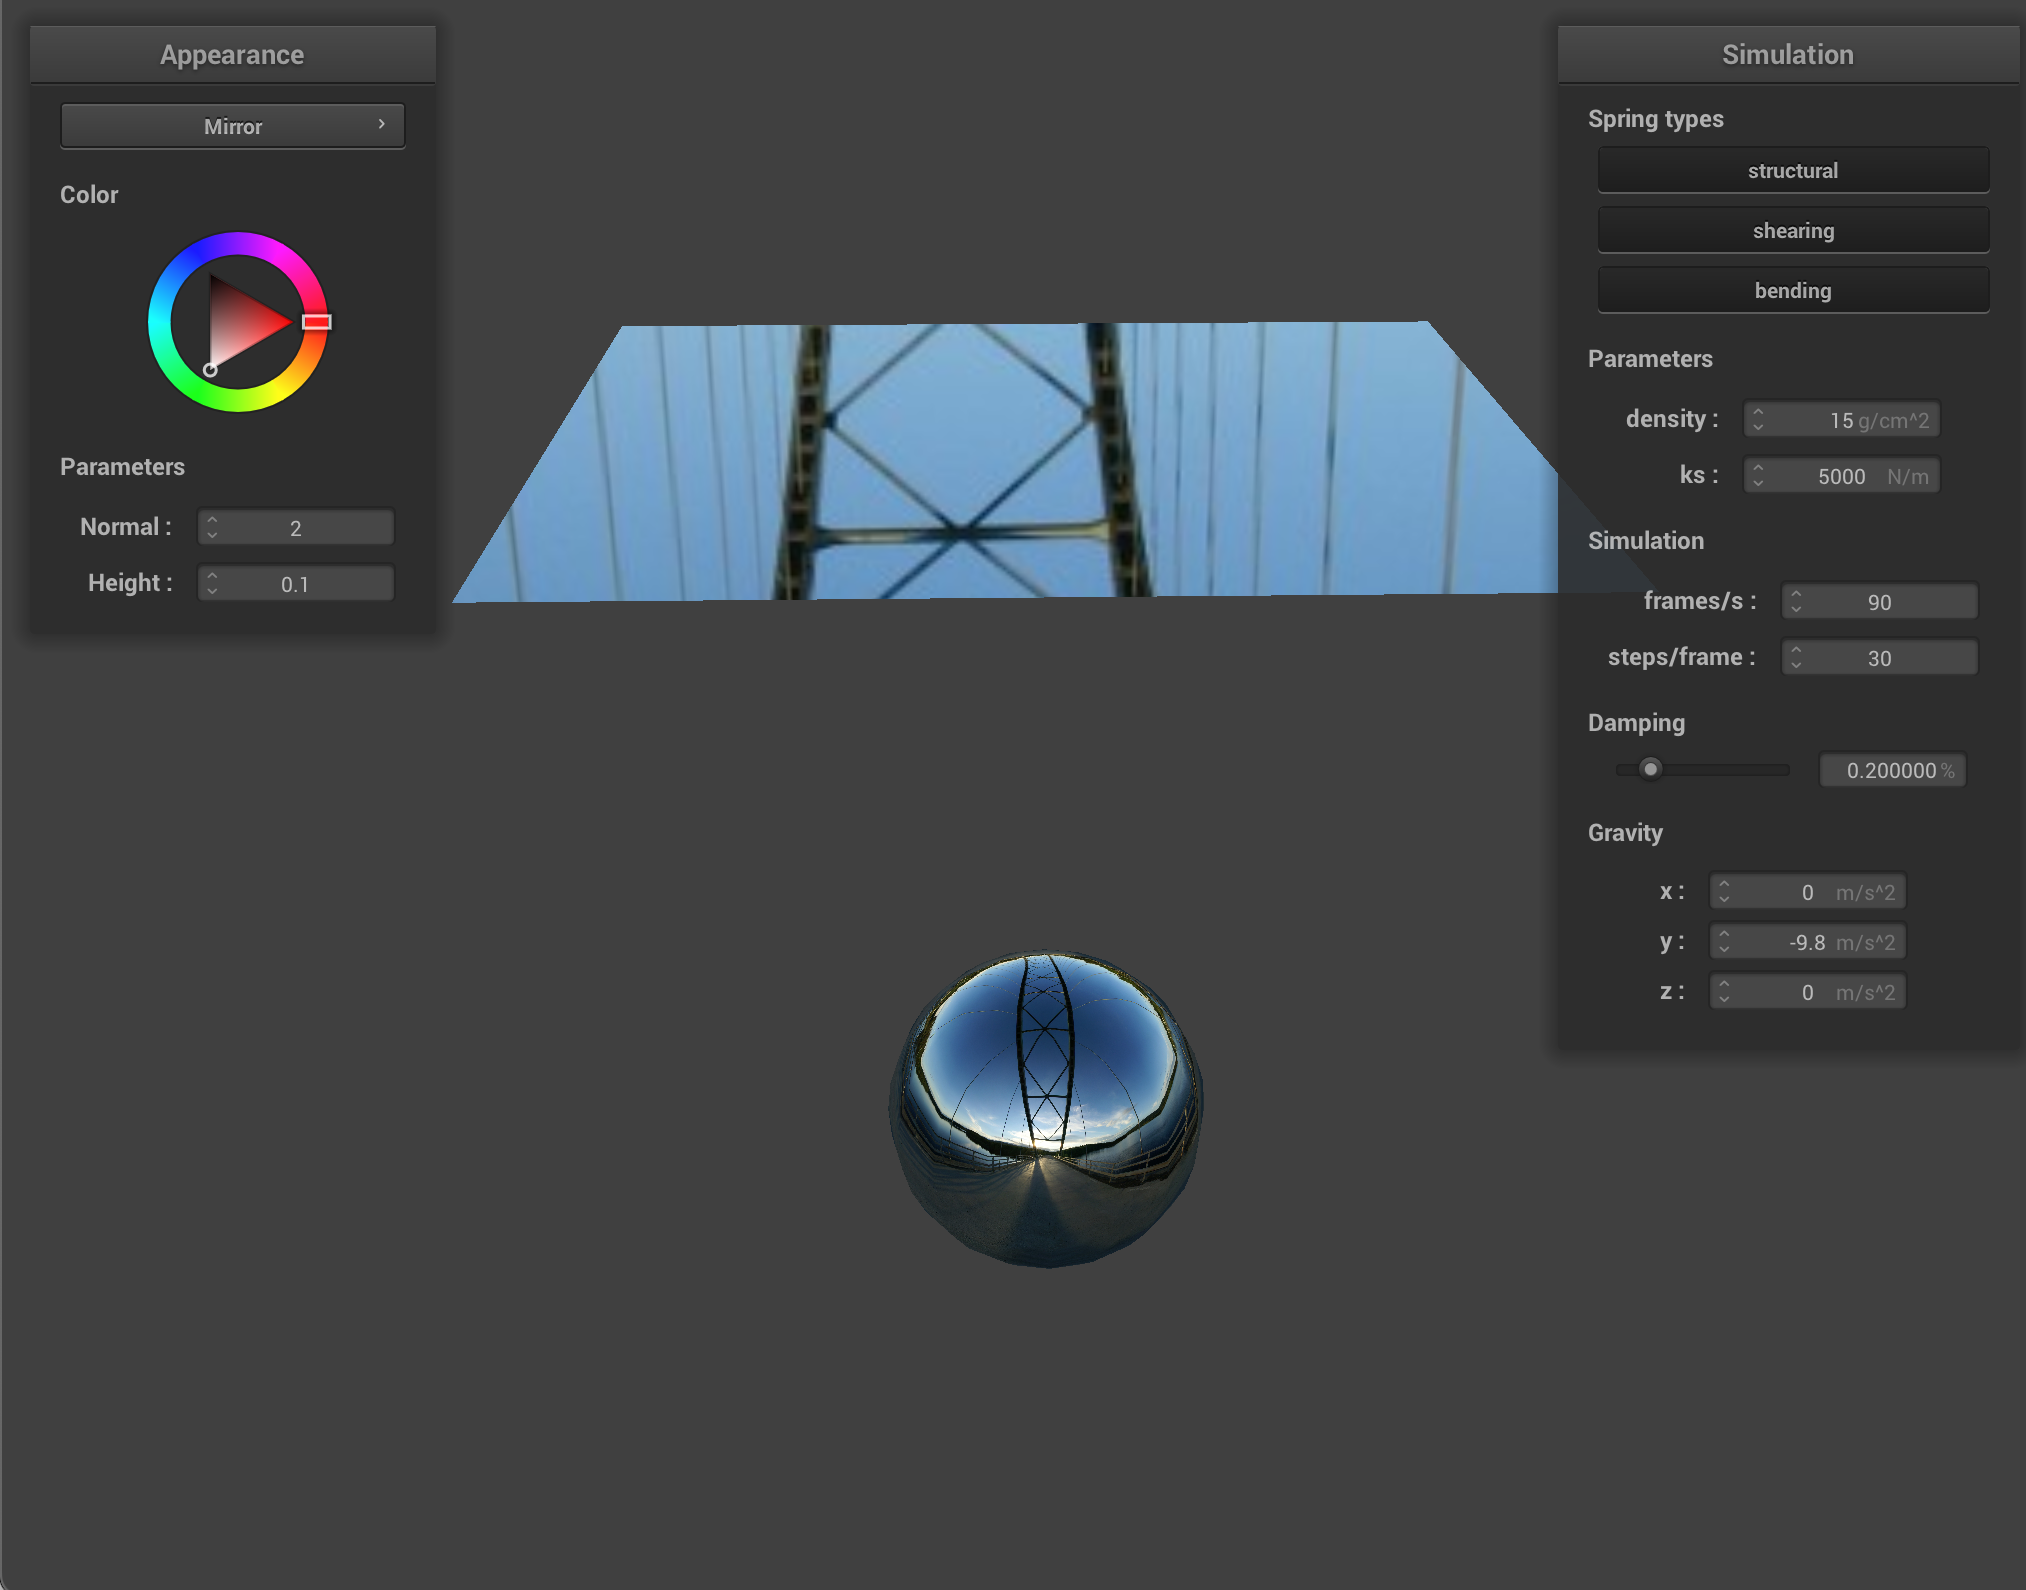 Appearance
Mirror
Color
Parameters
Normal : 2
Height : 0.1
Simulation
Spring types
structural
shearing
bending
Parameters
density : 15 g/cm^2
ks : 5000 N/m
Simulation
frames/s : 90
steps/frame : 30
Damping
0.200000 %
Gravity
x : 0 m/s^2
y : -9.8 m/s^2
z : 0 m/s^2